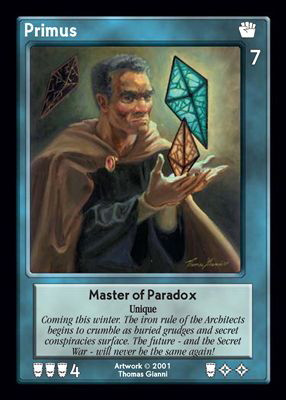 Primus
7
Master of Paradox
Unique
Coming this winter. The iron rule of the Architects
begins to crumble as buried grudges and secret
conspiracies surface. The future - and the Secret
War - will never be the same again!
4
Artwork © 2001
Thomas Gianni